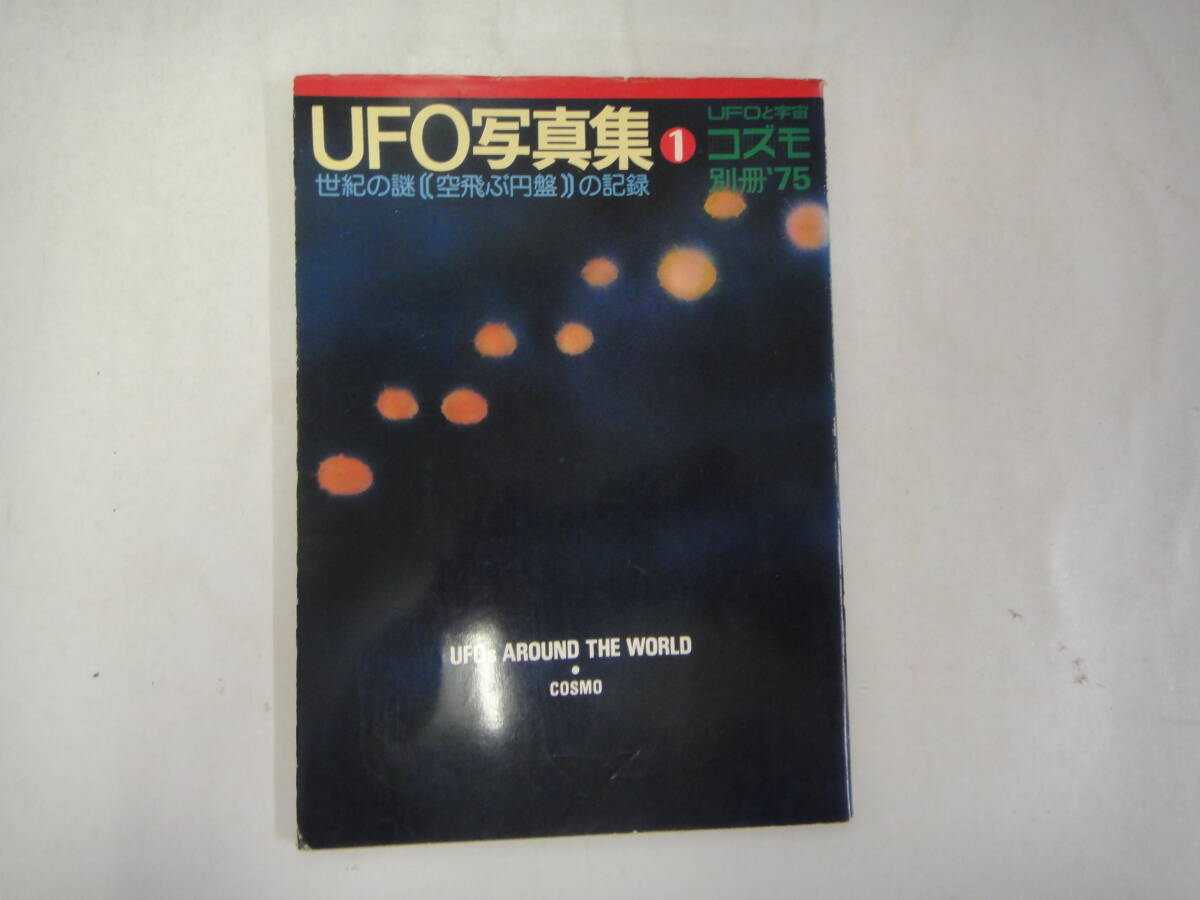 UFO写真集 1
世紀の謎《空飛ぶ円盤》の記録
UFOと宇宙
コズモ
別冊'75
UFOs AROUND THE WORLD
•
COSMO